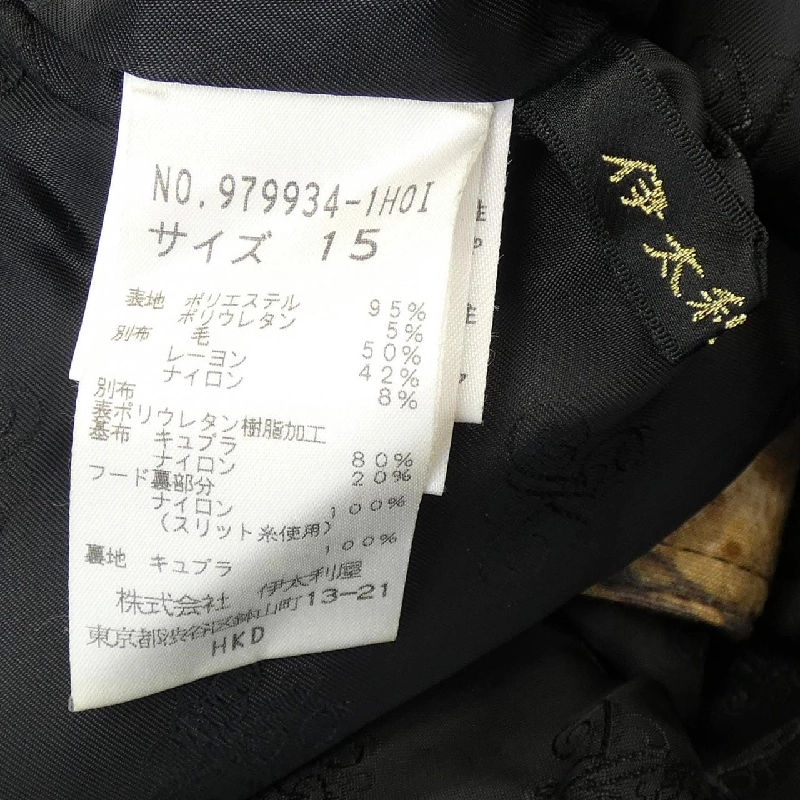 NO.979934-1H0I
サイズ 15
表地 ポリエステル 95%
ポリウレタン 5%
別布 毛 50%
レーヨン 42%
ナイロン 8%
別布
表ポリウレタン樹脂加工
基布 キュプラ 80%
ナイロン 20%
フード裏部分
ナイロン 100%
(スリット糸使用)
裏地 キュプラ 100%
株式会社 伊太利屋
東京都渋谷区鉢山町13-21
HKD
伊太利